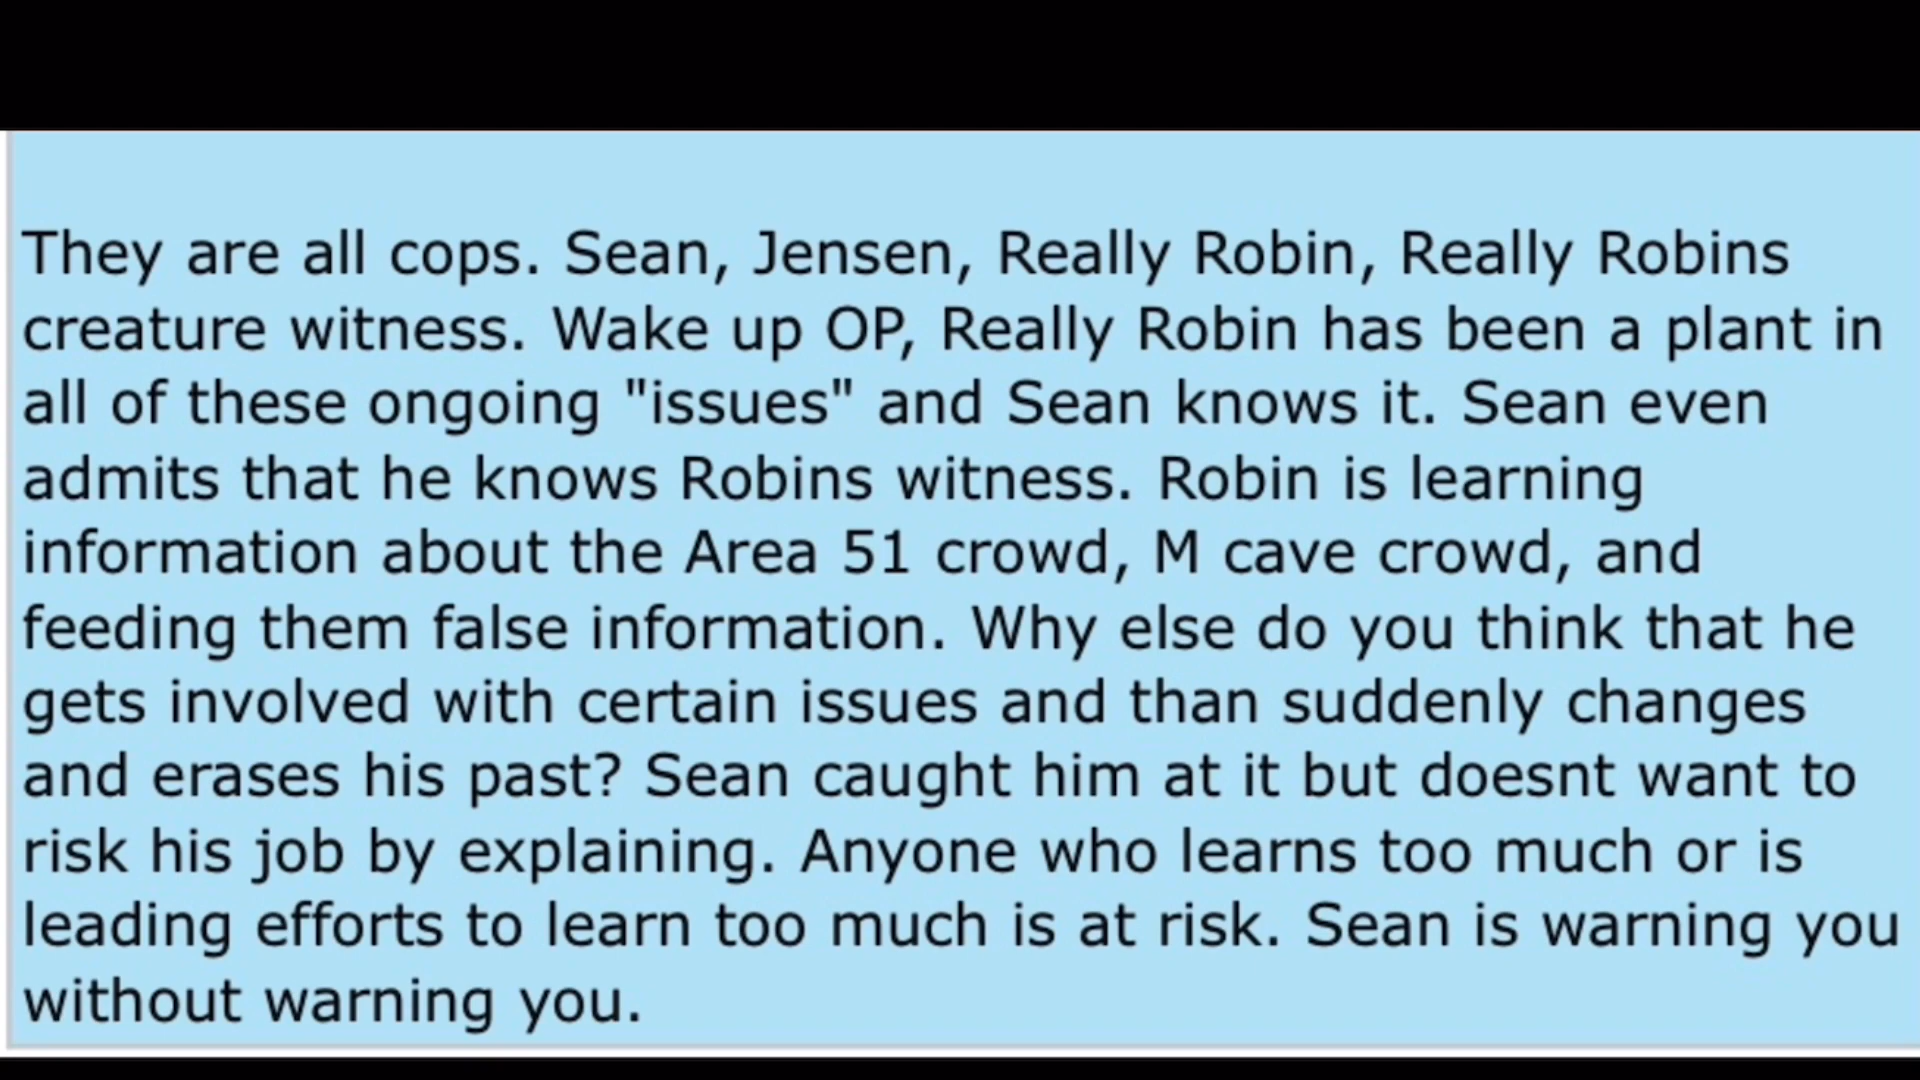 They are all cops. Sean, Jensen, Really Robin, Really Robins
creature witness. Wake up OP, Really Robin has been a plant in
all of these ongoing "issues" and Sean knows it. Sean even
admits that he knows Robins witness. Robin is learning
information about the Area 51 crowd, M cave crowd, and
feeding them false information. Why else do you think that he
gets involved with certain issues and than suddenly changes
and erases his past? Sean caught him at it but doesnt want to
risk his job by explaining. Anyone who learns too much or is
leading efforts to learn too much is at risk. Sean is warning you
without warning you.